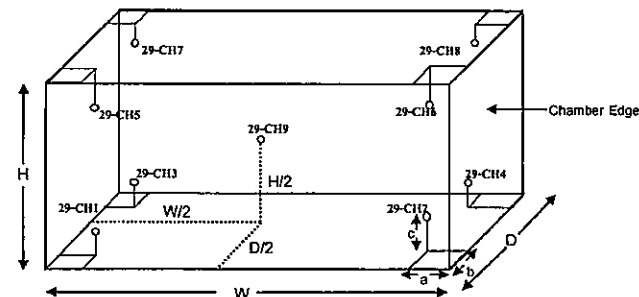 29-CH7
29-CH8
29-CH5
29-CH6
Chamber Edge
29-CH9
H
29-CH3
29-CH4
H/2
29-CH1
W/2
29-CH2
c
D/2
D
a
b
W